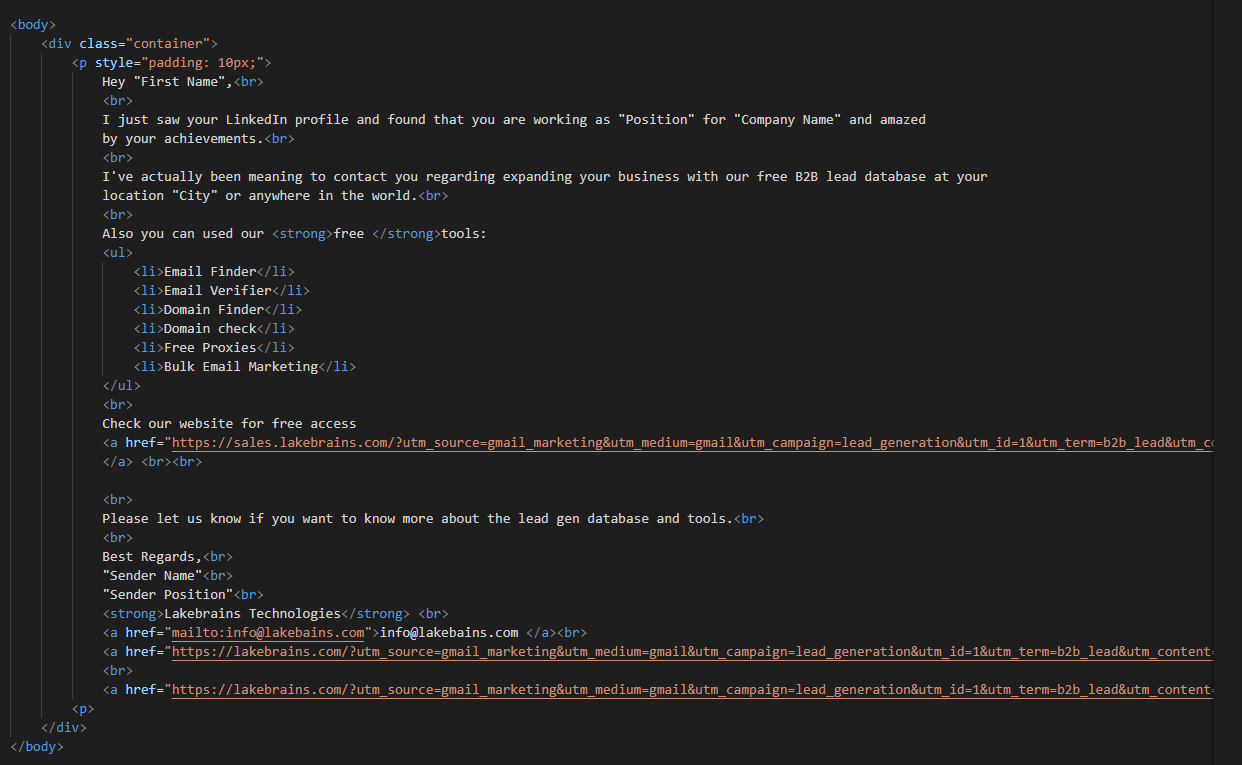 <body>
<div class="container">
<p style="padding: 10px;">
Hey "First Name",<br>
<br>
I just saw your LinkedIn profile and found that you are working as "Position" for "Company Name" and amazed
by your achievements.<br>
<br>
I've actually been meaning to contact you regarding expanding your business with our free B2B lead database at your
location "City" or anywhere in the world.<br>
<br>
Also you can used our <strong>free </strong>tools:
<ul>
<li>Email Finder</li>
<li>Email Verifier</li>
<li>Domain Finder</li>
<li>Domain check</li>
<li>Free Proxies</li>
<li>Bulk Email Marketing</li>
</ul>
<br>
Check our website for free access
<a href="https://sales.lakebrains.com/?utm_source=gmail_marketing&utm_medium=gmail&utm_campaign=lead_generation&utm_id=1&utm_term=b2b_lead&utm_c
</a> <br><br>
<br>
Please let us know if you want to know more about the lead gen database and tools.<br>
<br>
Best Regards,<br>
"Sender Name"<br>
"Sender Position"<br>
<strong>Lakebrains Technologies</strong> <br>
<a href="mailto:info@lakebains.com">info@lakebains.com </a><br>
<a href="https://lakebrains.com/?utm_source=gmail_marketing&utm_medium=gmail&utm_campaign=lead_generation&utm_id=1&utm_term=b2b_lead&utm_content=
<br>
<a href="https://lakebrains.com/?utm_source=gmail_marketing&utm_medium=gmail&utm_campaign=lead_generation&utm_id=1&utm_term=b2b_lead&utm_content=
<p>
</div>
</body>